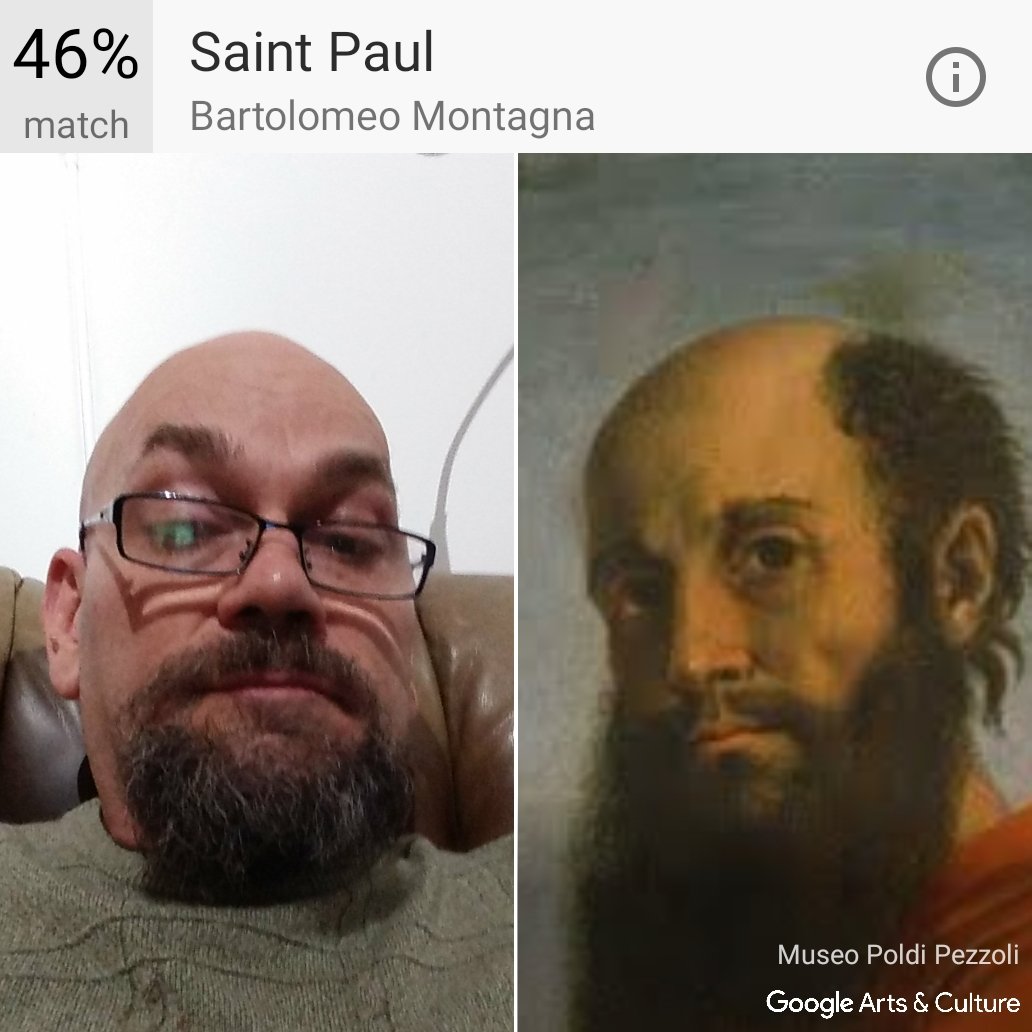 46%
match
Saint Paul
Bartolomeo Montagna
Museo Poldi Pezzoli
Google Arts & Culture